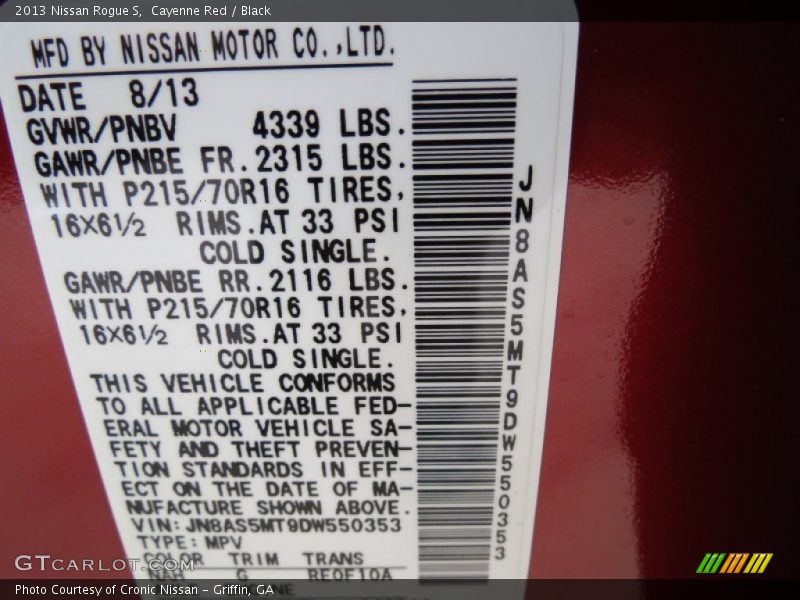 2013 Nissan Rogue S, Cayenne Red / Black
MFD BY NISSAN MOTOR CO.,LTD.
DATE 8/13
GVWR/PNBV 4339 LBS.
GAWR/PNBE FR.2315 LBS.
WITH P215/70R16 TIRES,
16X6½ RIMS.AT 33 PSI
COLD SINGLE.
GAWR/PNBE RR.2116 LBS.
WITH P215/70R16 TIRES,
16X6½ RIMS.AT 33 PSI
COLD SINGLE.
THIS VEHICLE CONFORMS
TO ALL APPLICABLE FED-
ERAL MOTOR VEHICLE SA-
FETY AND THEFT PREVEN-
TION STANDARDS IN EFF-
ECT ON THE DATE OF MA-
NUFACTURE SHOWN ABOVE.
VIN:JN8AS5MT9DW550353
TYPE:MPV
COLOR TRIM TRANS
NAH G RE0F10A
JN8AS5MT9DW550353
GTcarlot.com
Photo Courtesy of Cronic Nissan - Griffin, GA